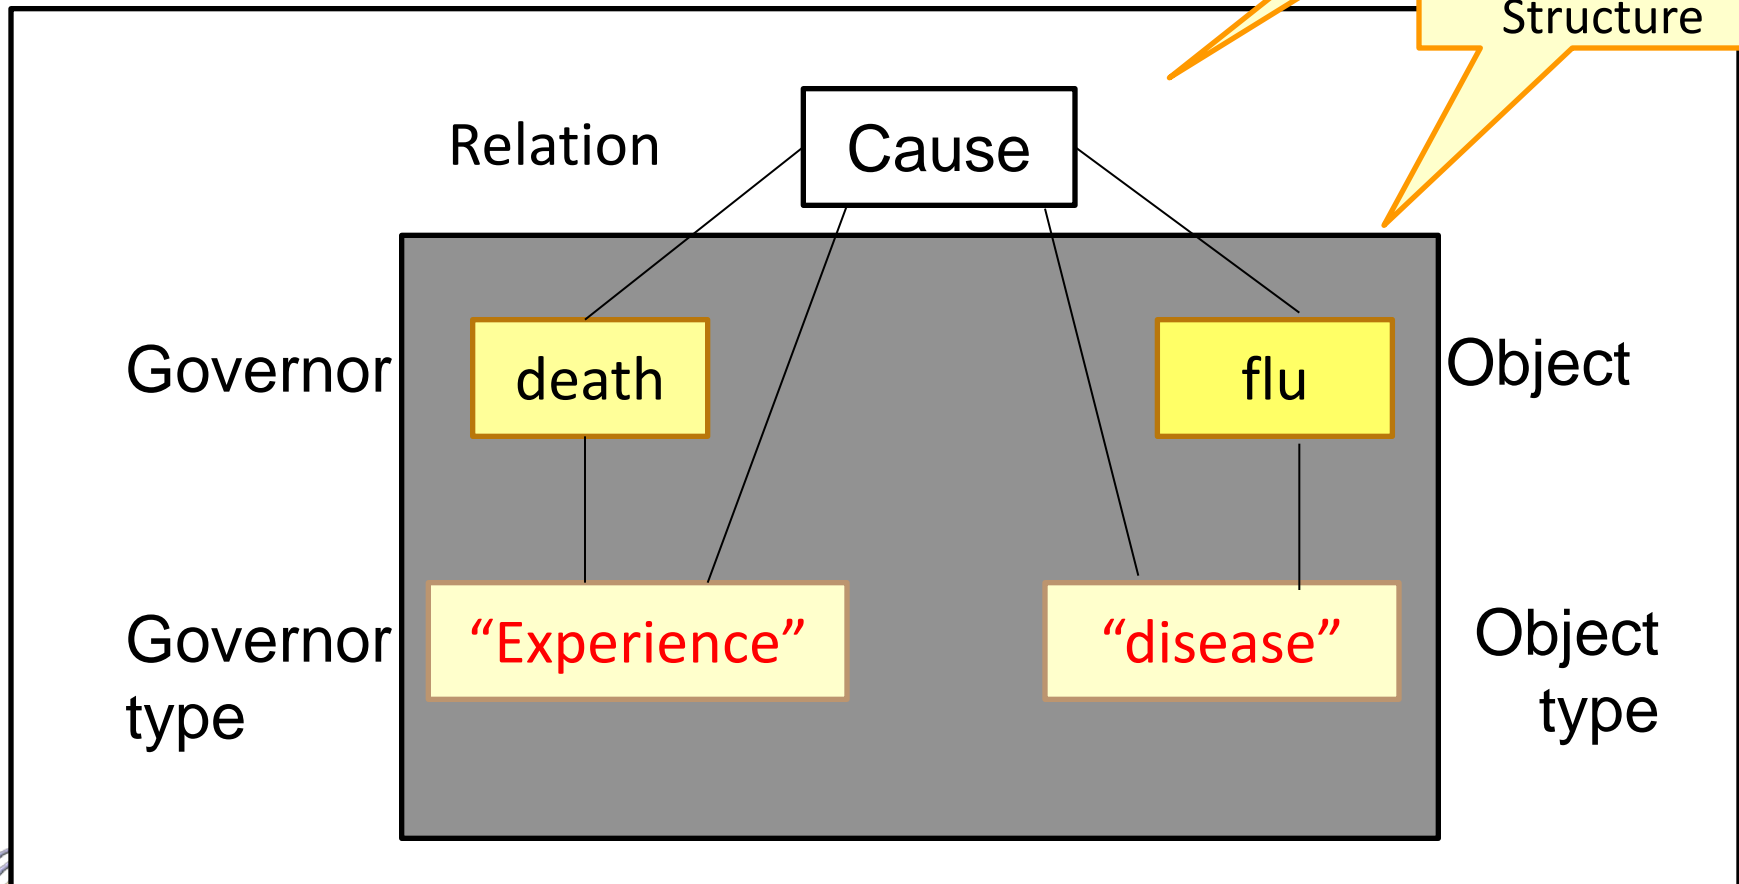 Structure
Relation
Cause
Governor
death
flu
Object
Governor
type
“Experience”
“disease”
Object
type